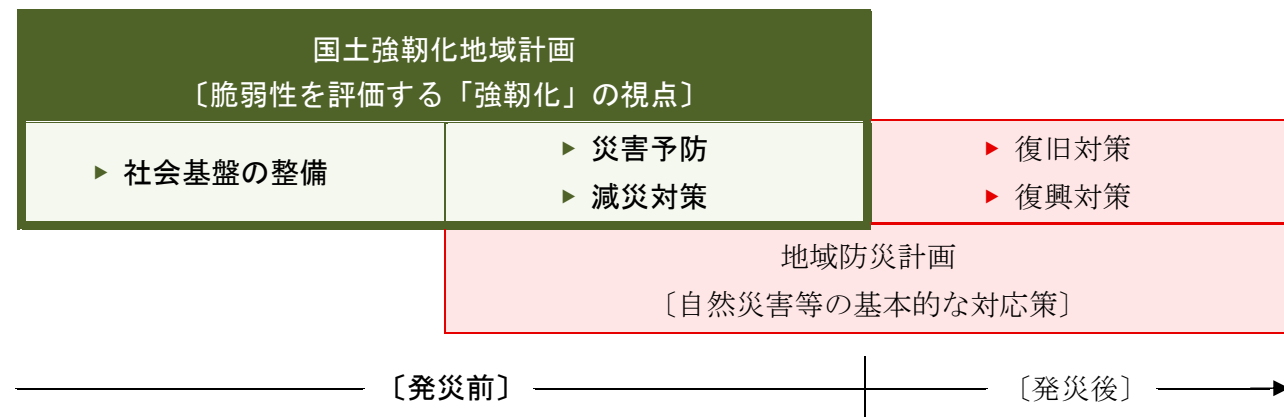 国土強靭化地域計画
〔脆弱性を評価する「強靭化」の視点〕
▶ 社会基盤の整備
▶ 災害予防
▶ 減災対策
▶ 復旧対策
▶ 復興対策
地域防災計画
〔自然災害等の基本的な対応策〕
〔発災前〕
〔発災後〕